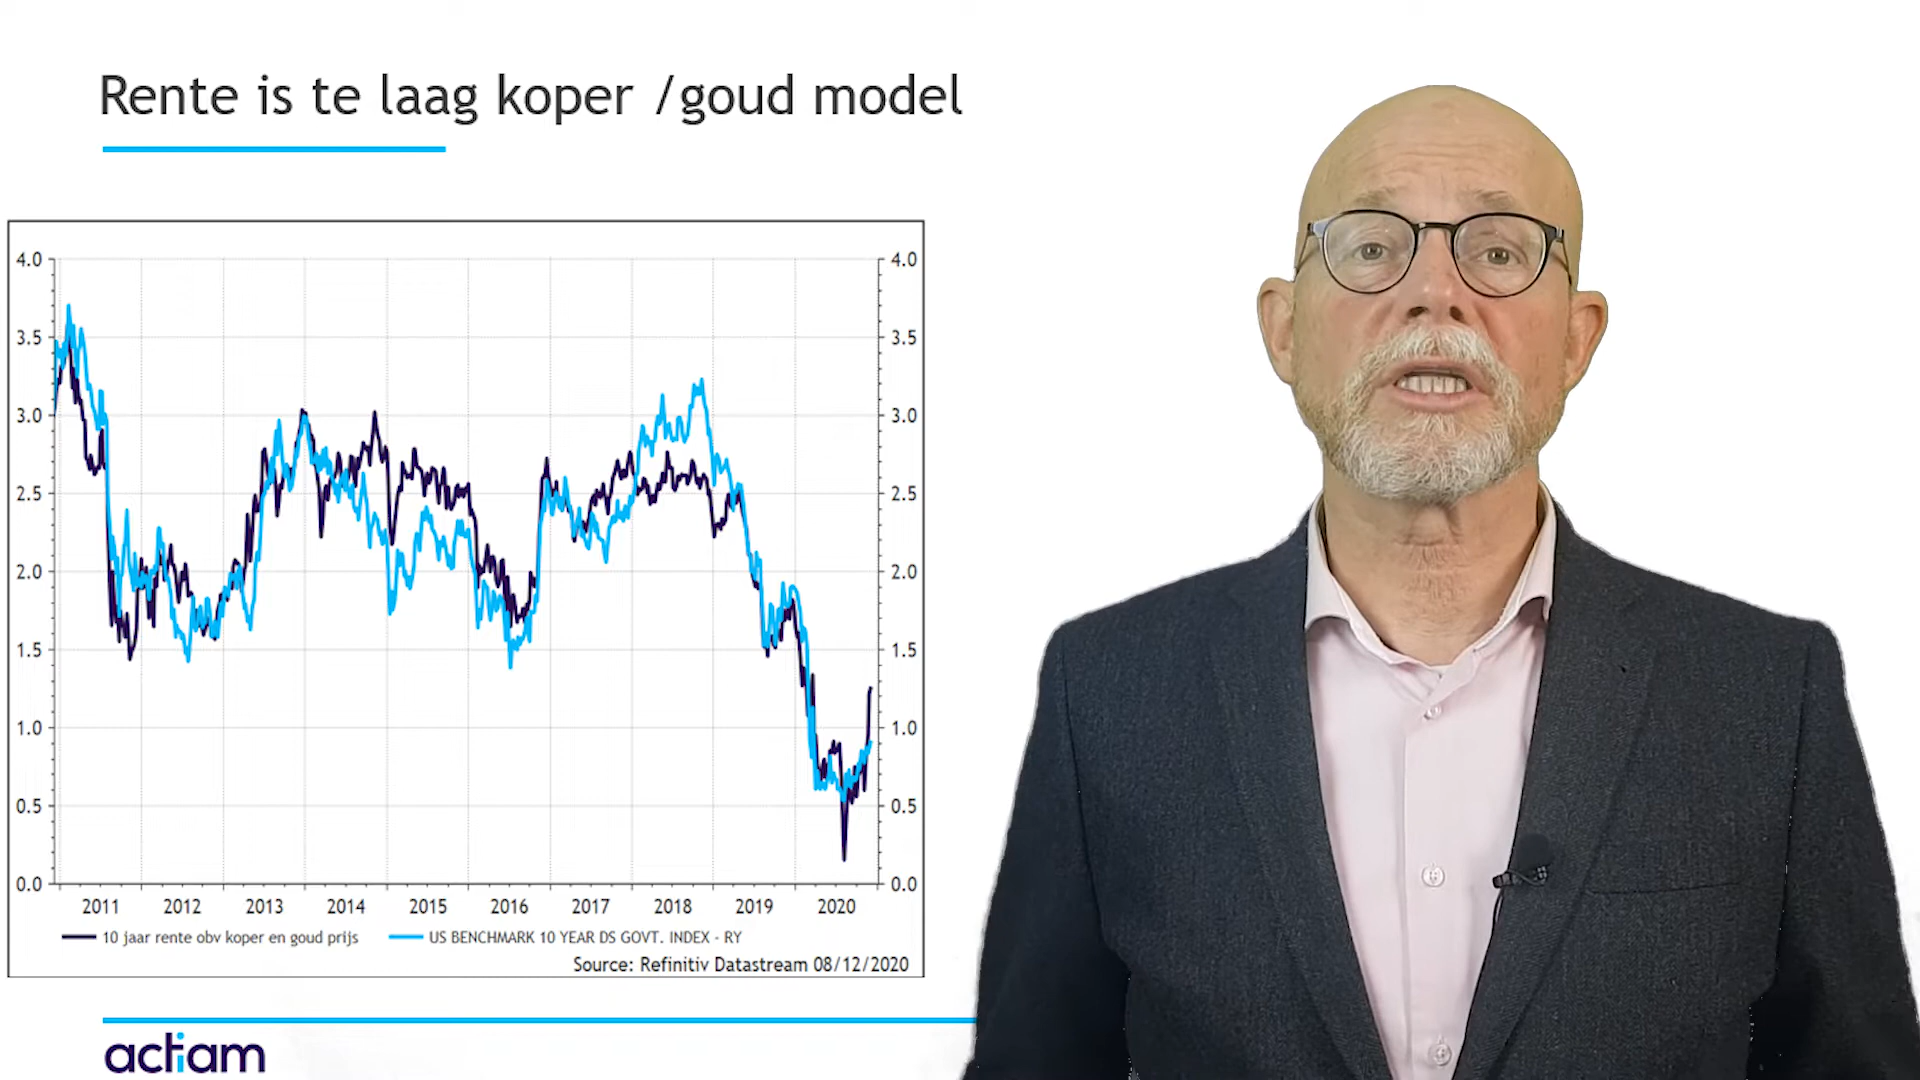 Rente is te laag koper /goud model
4.0 4.0
3.5 3.5
3.0 3.0
2.5 2.5
2.0 2.0
1.5 1.5
1.0 1.0
0.5 0.5
0.0 0.0
2011 2012 2013 2014 2015 2016 2017 2018 2019 2020
10 jaar rente obv koper en goud prijs US BENCHMARK 10 YEAR DS GOVT. INDEX - RY
Source: Refinitiv Datastream 08/12/2020
actiam